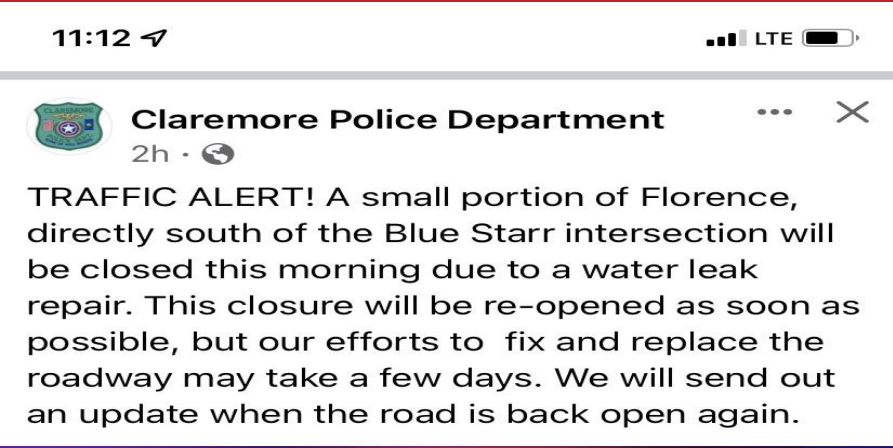 11:12 LTE
Claremore Police Department
2h ·
TRAFFIC ALERT! A small portion of Florence,
directly south of the Blue Starr intersection will
be closed this morning due to a water leak
repair. This closure will be re-opened as soon as
possible, but our efforts to  fix and replace the
roadway may take a few days. We will send out
an update when the road is back open again.